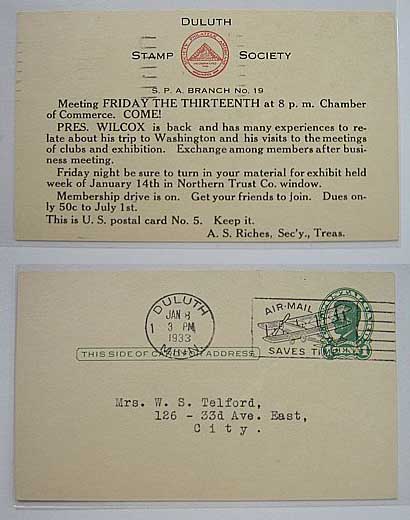 DULUTH
STAMP SOCIETY
S. P. A. BRANCH NO. 19
Meeting FRIDAY THE THIRTEENTH at 8 p. m. Chamber
of Commerce. COME!
PRES. WILCOX is back and has many experiences to re-
late about his trip to Washington and his visits to the meetings
of clubs and exhibition. Exchange among members after busi-
ness meeting.
Friday night be sure to turn in your material for exhibit held
week of January 14th in Northern Trust Co. window.
Membership drive is on. Get your friends to join. Dues on-
ly 50c to July 1st.
This is U. S. postal card No. 5. Keep it.
A. S. Riches, Sec'y., Treas.
DULUTH
JAN 8
1 3 PM
1933
MINN.
AIR-MAIL
SAVES
THIS SIDE OF CARD ADDRESS
Mrs. W. S. Telford,
126 - 33d Ave. East,
City.